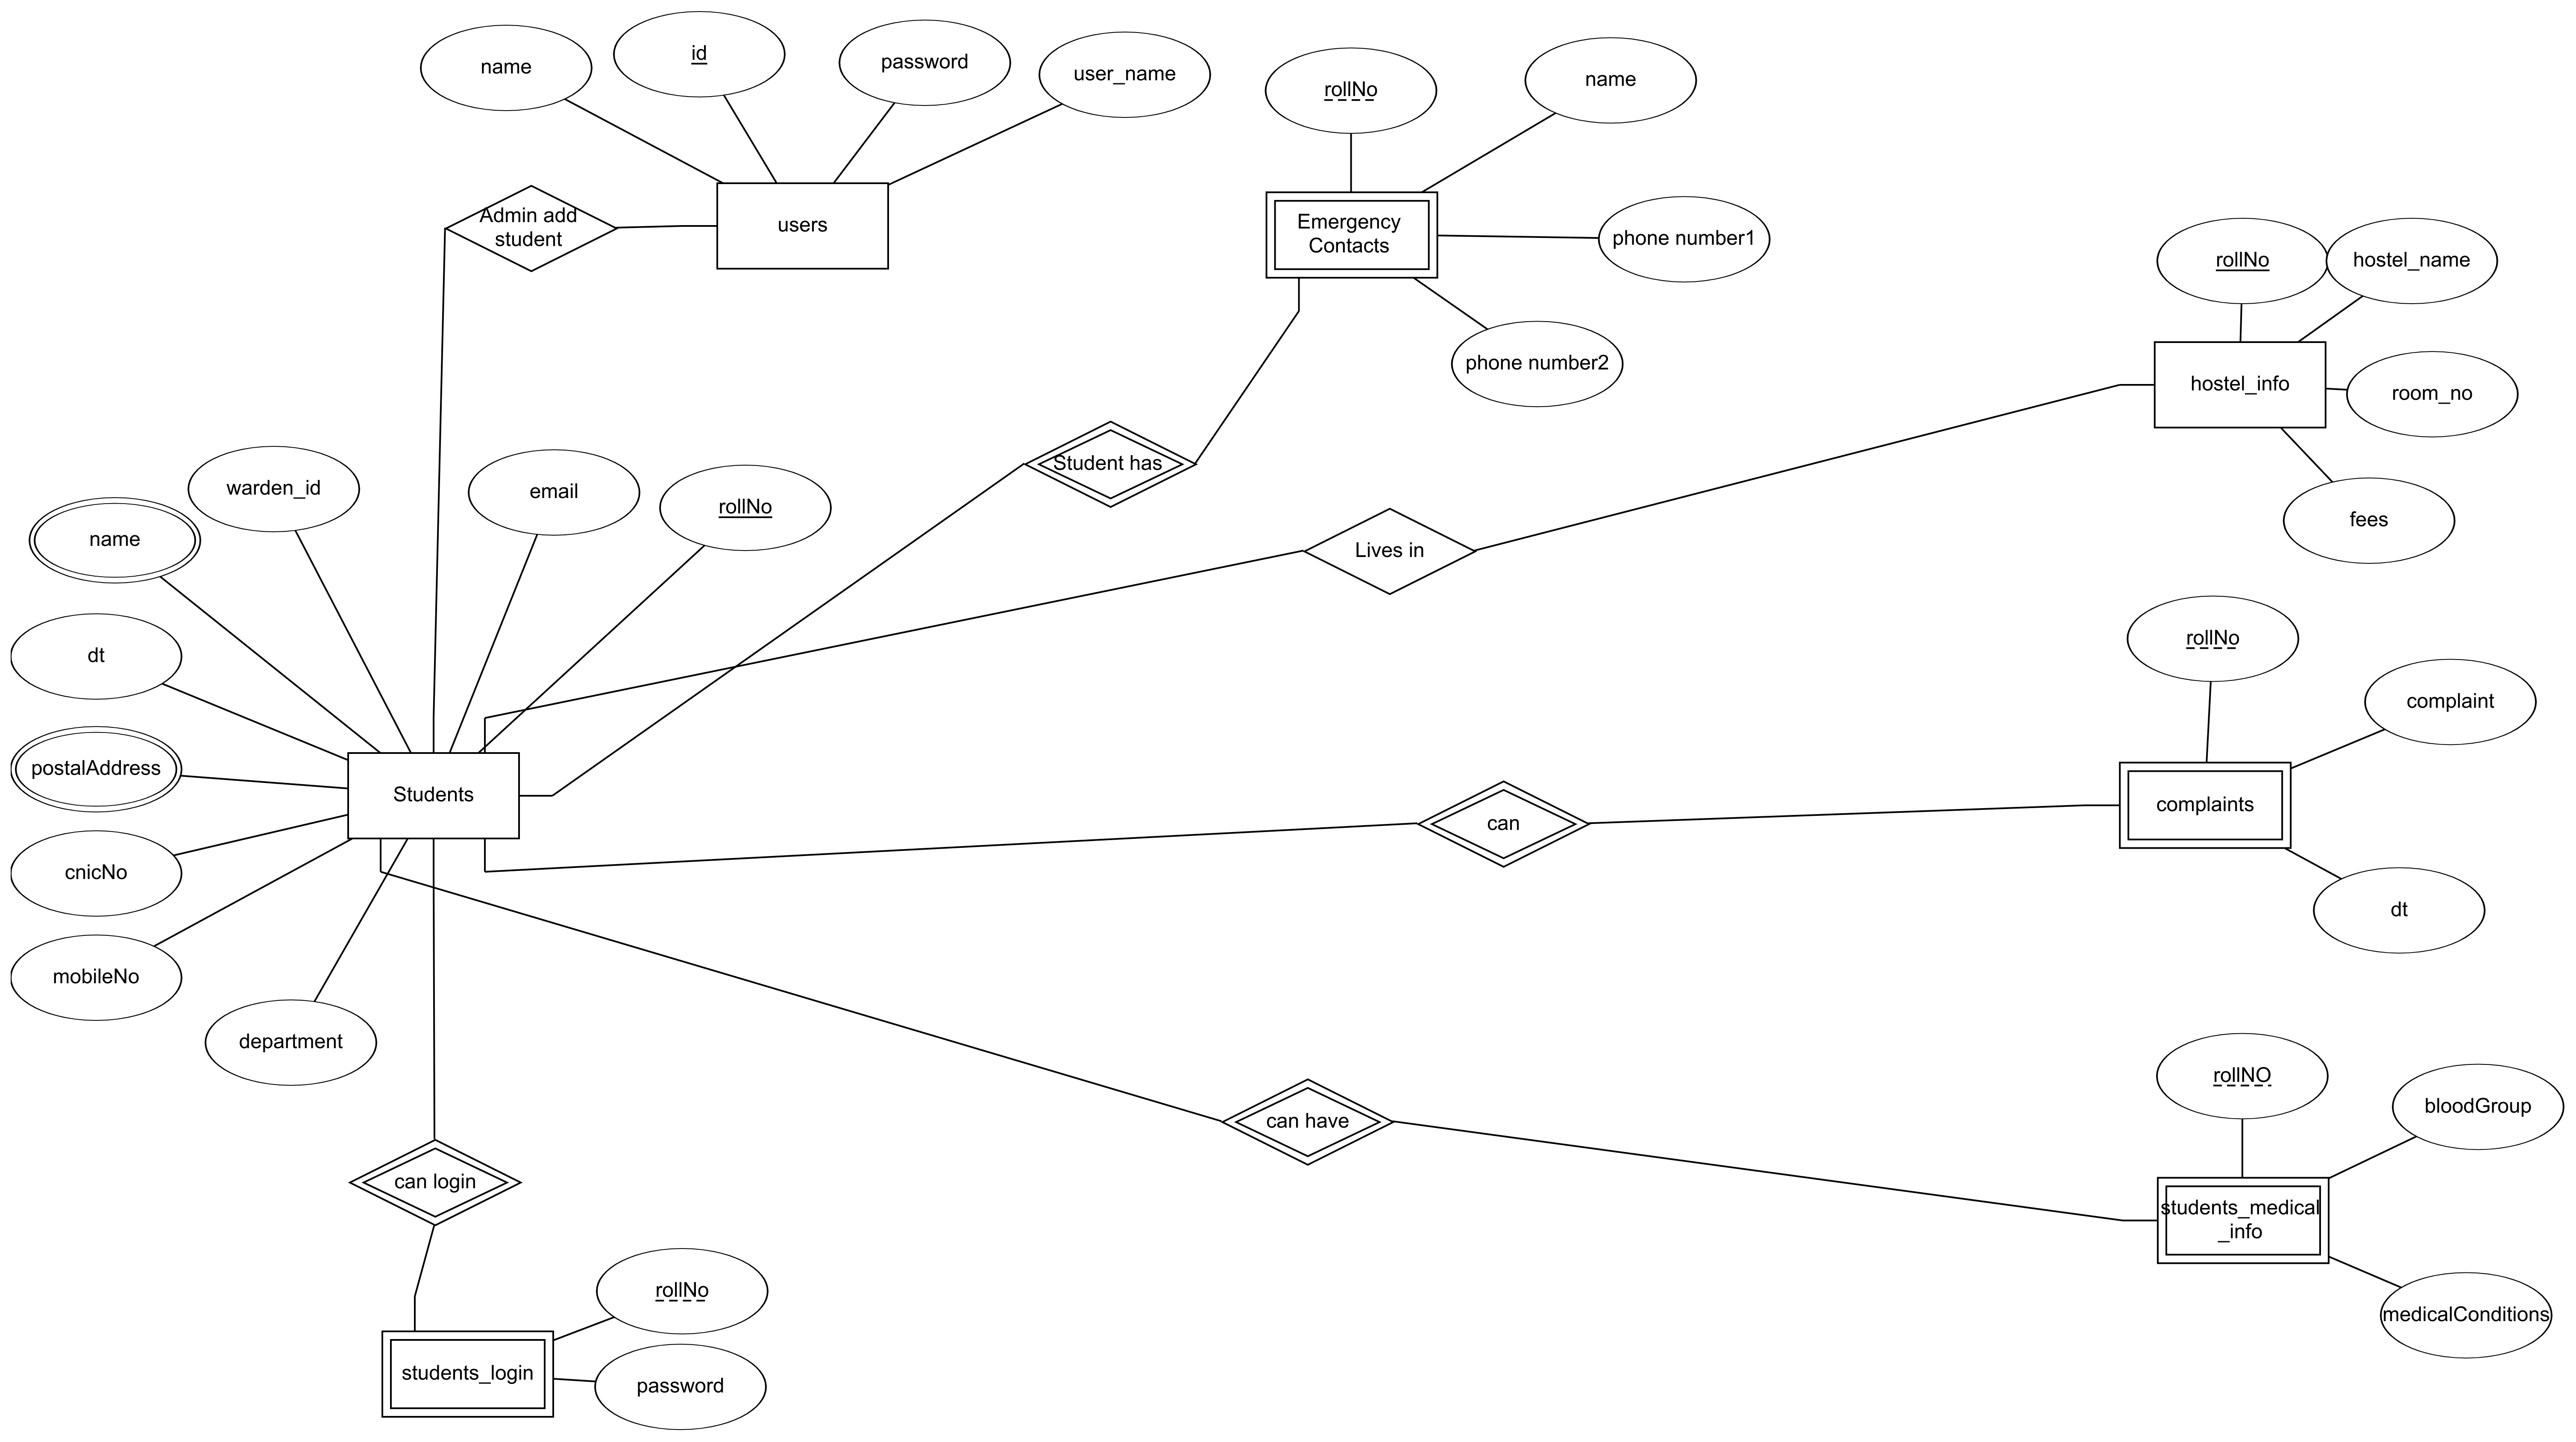 name
id
password
user_name
Admin add
student
users
rollNo
name
Emergency
Contacts
phone number1
phone number2
rollNo
hostel_name
hostel_info
room_no
fees
Student has
Lives in
warden_id
email
rollNo
name
dt
postalAddress
Students
cnicNo
mobileNo
department
can
rollNo
complaint
complaints
dt
can have
rollNO
bloodGroup
students_medical
_info
medicalConditions
can login
rollNo
students_login
password